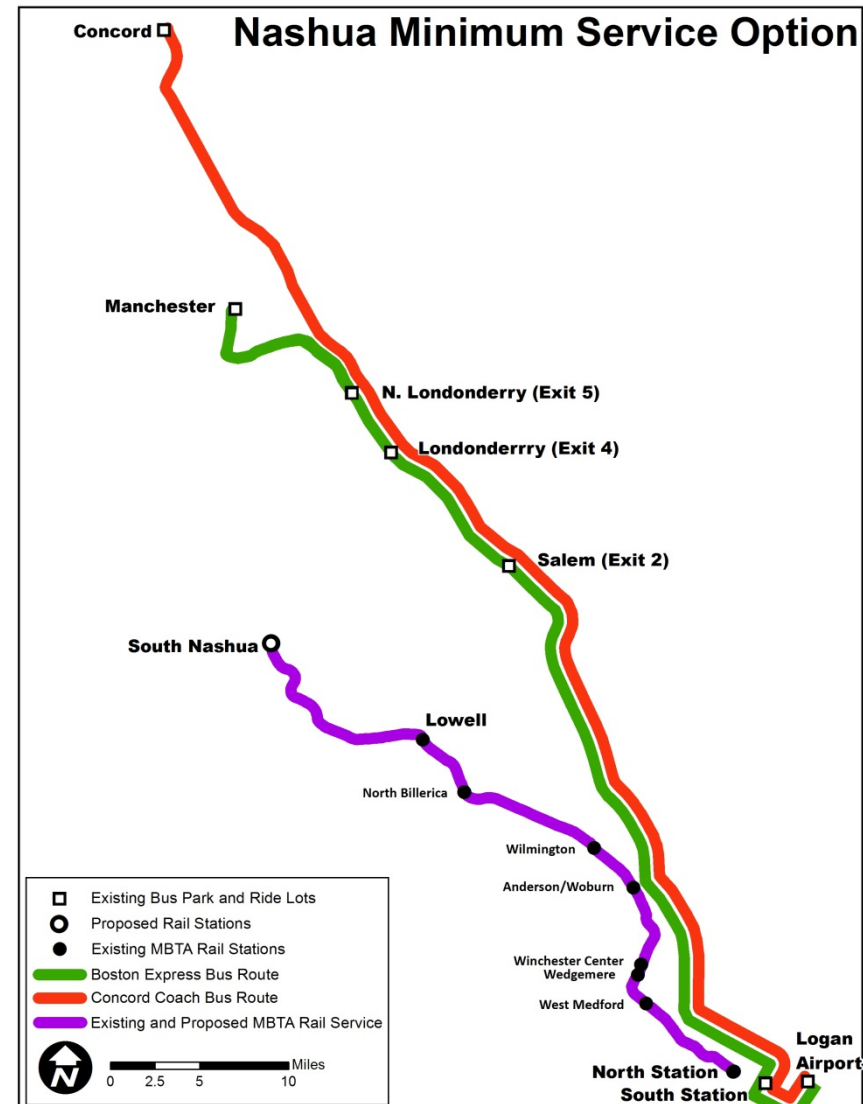 Nashua Minimum Service Option
Concord
Manchester
N. Londonderry (Exit 5)
Londonderrry (Exit 4)
Salem (Exit 2)
South Nashua
Lowell
North Billerica
Wilmington
Anderson/Woburn
Winchester Center
Wedgemere
West Medford
North Station
South Station
Logan
Airport
Existing Bus Park and Ride Lots
Proposed Rail Stations
Existing MBTA Rail Stations
Boston Express Bus Route
Concord Coach Bus Route
Existing and Proposed MBTA Rail Service
N
Miles
0 2.5 5 10